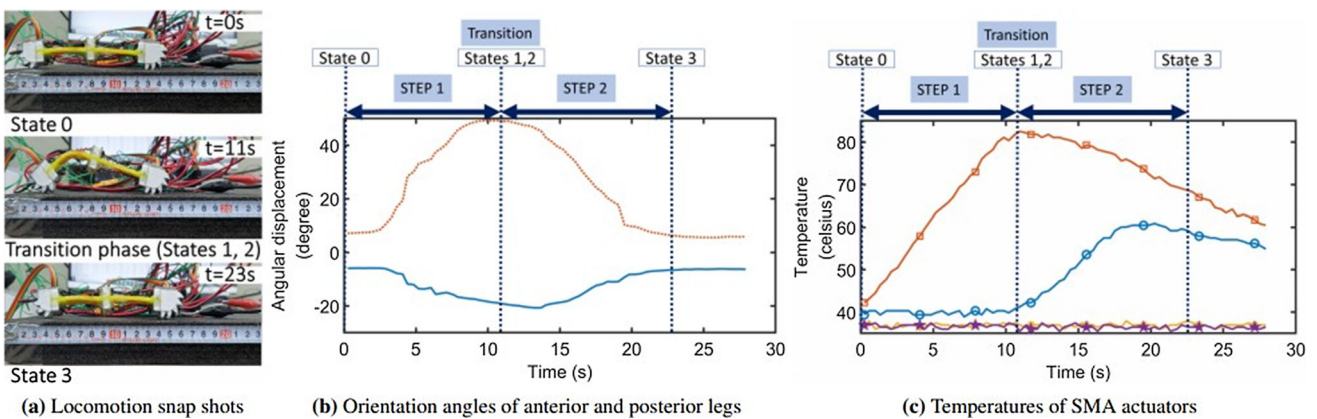 t=0s
State 0
t=11s
Transition phase (States 1, 2)
t=23s
State 3
(a) Locomotion snap shots
Transition
State 0
States 1,2
State 3
STEP 1
STEP 2
Angular displacement
(degree)
40
20
0
-20
0
5
10
15
20
25
30
Time (s)
(b) Orientation angles of anterior and posterior legs
Transition
State 0
States 1,2
State 3
STEP 1
STEP 2
Temperature
(celsius)
80
70
60
50
40
0
5
10
15
20
25
30
Time (s)
(c) Temperatures of SMA actuators